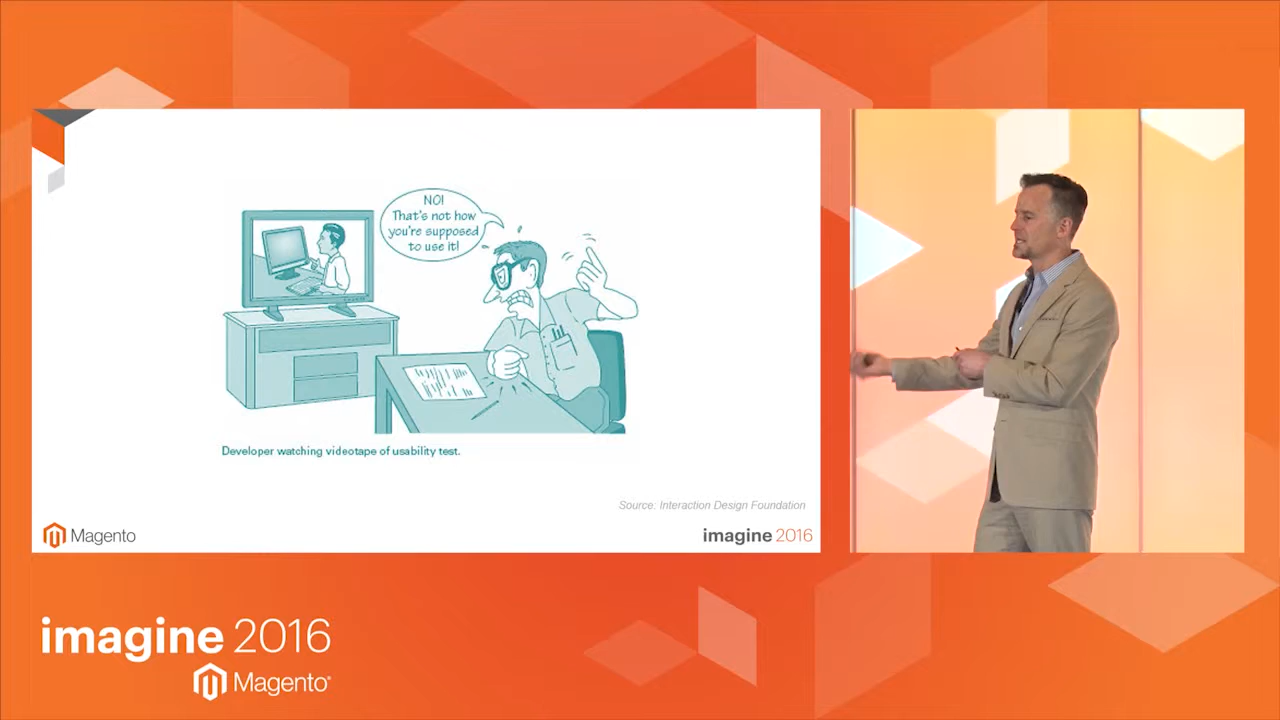 NO!
That's not how
you're supposed
to use it!
Developer watching videotape of usability test.
Source: Interaction Design Foundation
Magento
imagine 2016
imagine 2016
Magento®